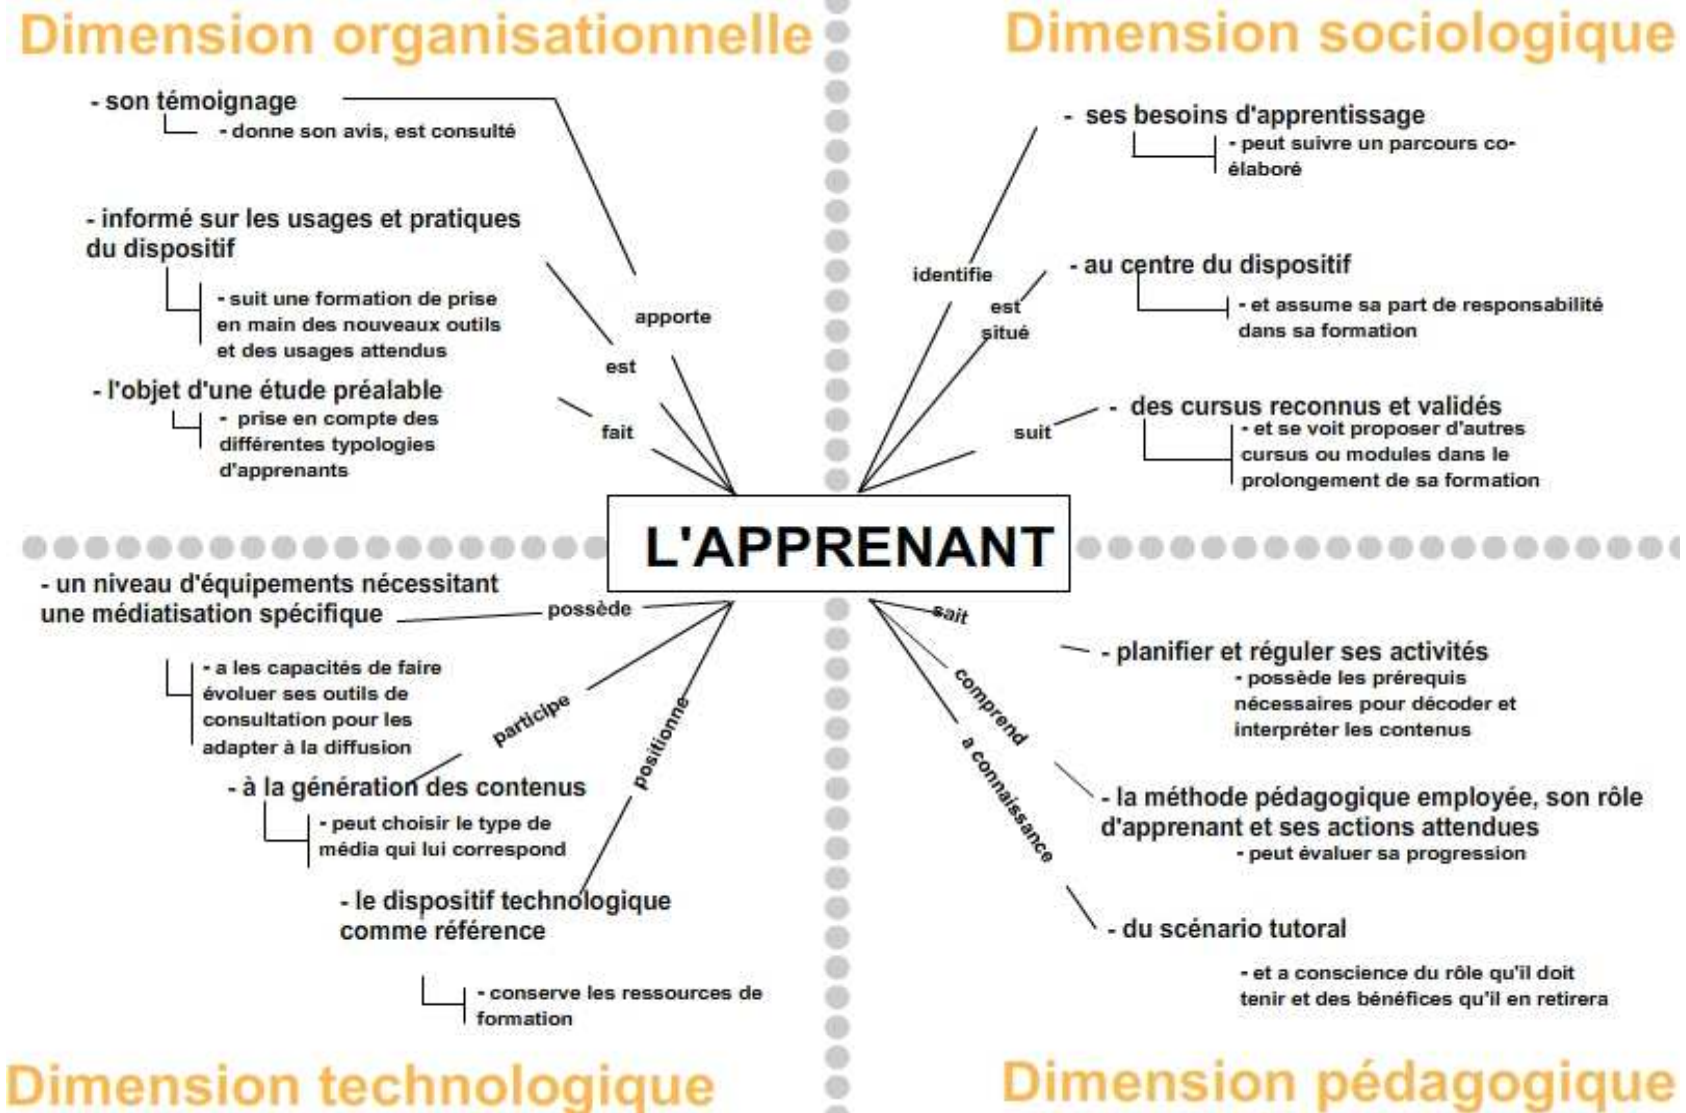 Dimension organisationnelle
- son témoignage
- donne son avis, est consulté
- informé sur les usages et pratiques
du dispositif
- suit une formation de prise
en main des nouveaux outils
et des usages attendus
- l'objet d'une étude préalable
- prise en compte des
différentes typologies
d'apprenants
apporte
est
fait
Dimension sociologique
- ses besoins d'apprentissage
- peut suivre un parcours co-
élaboré
identifie
- au centre du dispositif
- et assume sa part de responsabilité
dans sa formation
est
situé
- des cursus reconnus et validés
- et se voit proposer d'autres
cursus ou modules dans le
prolongement de sa formation
suit
L'APPRENANT
- un niveau d'équipements nécessitant
une médiatisation spécifique
possède
- a les capacités de faire
évoluer ses outils de
consultation pour les
adapter à la diffusion
participe
- à la génération des contenus
- peut choisir le type de
média qui lui correspond
positionne
- le dispositif technologique
comme référence
- conserve les ressources de
formation
Dimension technologique
sait
- planifier et réguler ses activités
- possède les prérequis
nécessaires pour décoder et
interpréter les contenus
comprend
- la méthode pédagogique employée, son rôle
d'apprenant et ses actions attendues
- peut évaluer sa progression
a connaissance
- du scénario tutoral
- et a conscience du rôle qu'il doit
tenir et des bénéfices qu'il en retirera
Dimension pédagogique